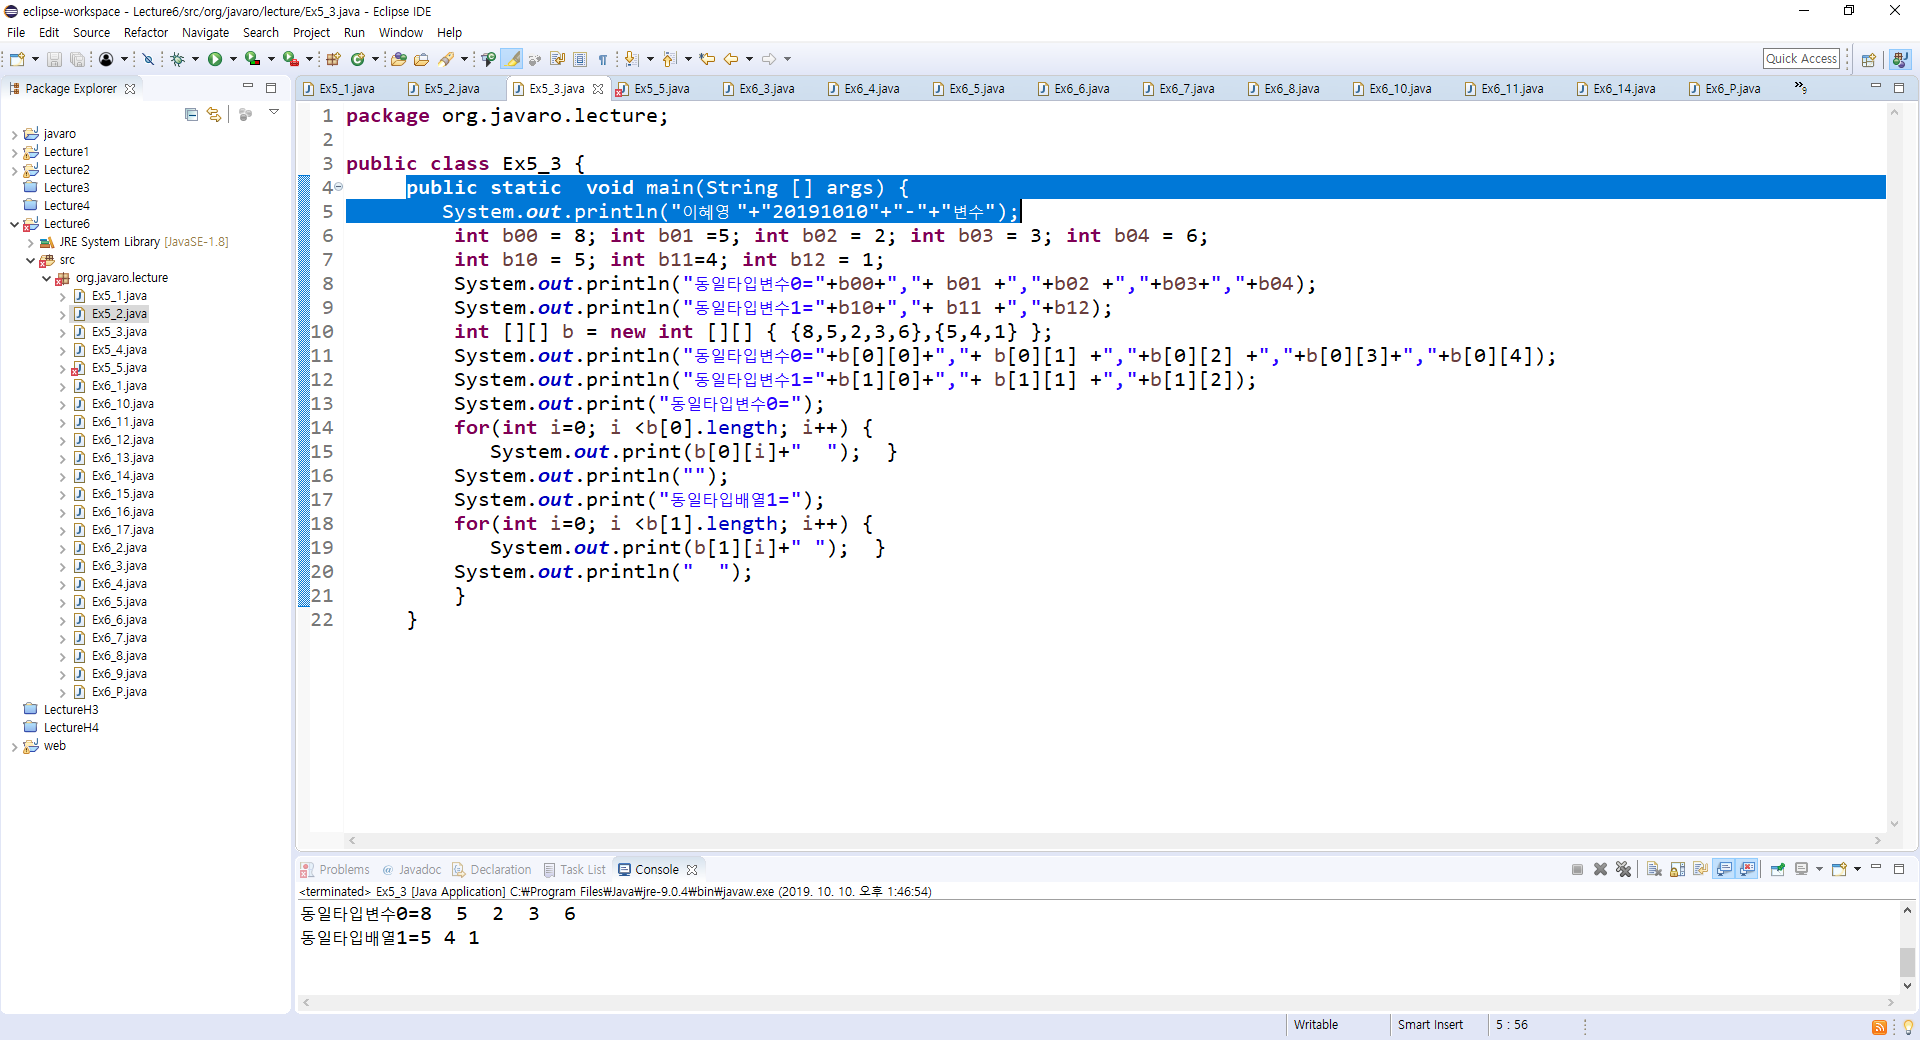 eclipse-workspace - Lecture6/src/org/javaro/lecture/Ex5_3.java - Eclipse IDE
File Edit Source Refactor Navigate Search Project Run Window Help
Quick Access
Package Explorer
javaro
Lecture1
Lecture2
Lecture3
Lecture4
Lecture6
JRE System Library [JavaSE-1.8]
src
org.javaro.lecture
Ex5_1.java
Ex5_2.java
Ex5_3.java
Ex5_4.java
Ex5_5.java
Ex6_1.java
Ex6_10.java
Ex6_11.java
Ex6_12.java
Ex6_13.java
Ex6_14.java
Ex6_15.java
Ex6_16.java
Ex6_17.java
Ex6_2.java
Ex6_3.java
Ex6_4.java
Ex6_5.java
Ex6_6.java
Ex6_7.java
Ex6_8.java
Ex6_9.java
Ex6_P.java
LectureH3
LectureH4
web
Ex5_1.java Ex5_2.java Ex5_3.java Ex5_5.java Ex6_3.java Ex6_4.java Ex6_5.java Ex6_6.java Ex6_7.java Ex6_8.java Ex6_10.java Ex6_11.java Ex6_14.java Ex6_P.java »9
1 package org.javaro.lecture;
2
3 public class Ex5_3 {
4 public static  void main(String [] args) {
5 System.out.println("이혜영 "+"20191010"+"-"+"변수");
6 int b00 = 8; int b01 =5; int b02 = 2; int b03 = 3; int b04 = 6;
7 int b10 = 5; int b11=4; int b12 = 1;
8 System.out.println("동일타입변수0="+b00+","+ b01 +","+b02 +","+b03+","+b04);
9 System.out.println("동일타입변수1="+b10+","+ b11 +","+b12);
10 int [][] b = new int [][] { {8,5,2,3,6},{5,4,1} };
11 System.out.println("동일타입변수0="+b[0][0]+","+ b[0][1] +","+b[0][2] +","+b[0][3]+","+b[0][4]);
12 System.out.println("동일타입변수1="+b[1][0]+","+ b[1][1] +","+b[1][2]);
13 System.out.print("동일타입변수0=");
14 for(int i=0; i <b[0].length; i++) {
15 System.out.print(b[0][i]+"  ");  }
16 System.out.println("");
17 System.out.print("동일타입배열1=");
18 for(int i=0; i <b[1].length; i++) {
19 System.out.print(b[1][i]+" ");  }
20 System.out.println("  ");
21 }
22 }
Problems @ Javadoc Declaration Task List Console
<terminated> Ex5_3 [Java Application] C:₩Program Files₩Java₩jre-9.0.4₩bin₩javaw.exe (2019. 10. 10. 오후 1:46:54)
동일타입변수0=8  5  2  3  6
동일타입배열1=5 4 1
Writable Smart Insert 5 : 56